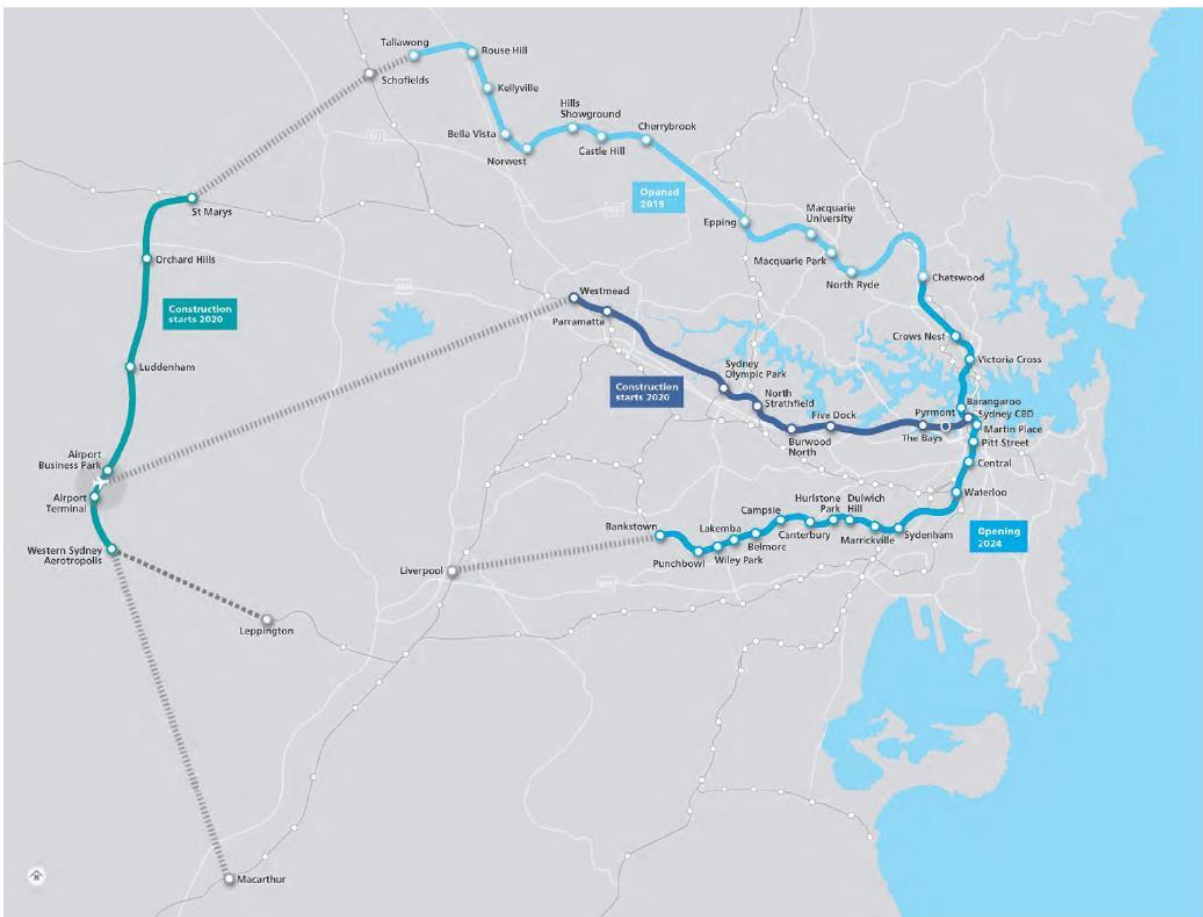 Tallawong
Schofields
Rouse Hill
Kellyville
Bella Vista
Norwest
Hills
Showground
Castle Hill
Cherrybrook
Opened
2019
Epping
Macquarie
University
Macquarie Park
North Ryde
Chatswood
Crows Nest
Victoria Cross
Barangaroo
Sydney CBD
Martin Place
Pitt Street
Central
Waterloo
Opening
2024
Sydenham
Marrickville
Dulwich
Hill
Hurlstone
Park
Canterbury
Campsie
Belmore
Lakemba
Wiley Park
Punchbowl
Bankstown
Liverpool
Westmead
Parramatta
Construction
starts 2020
Sydney
Olympic Park
North
Strathfield
Burwood
North
Five Dock
The Bays
Pyrmont
St Marys
Orchard Hills
Construction
starts 2020
Luddenham
Airport
Business Park
Airport
Terminal
Western Sydney
Aerotropolis
Leppington
Macarthur